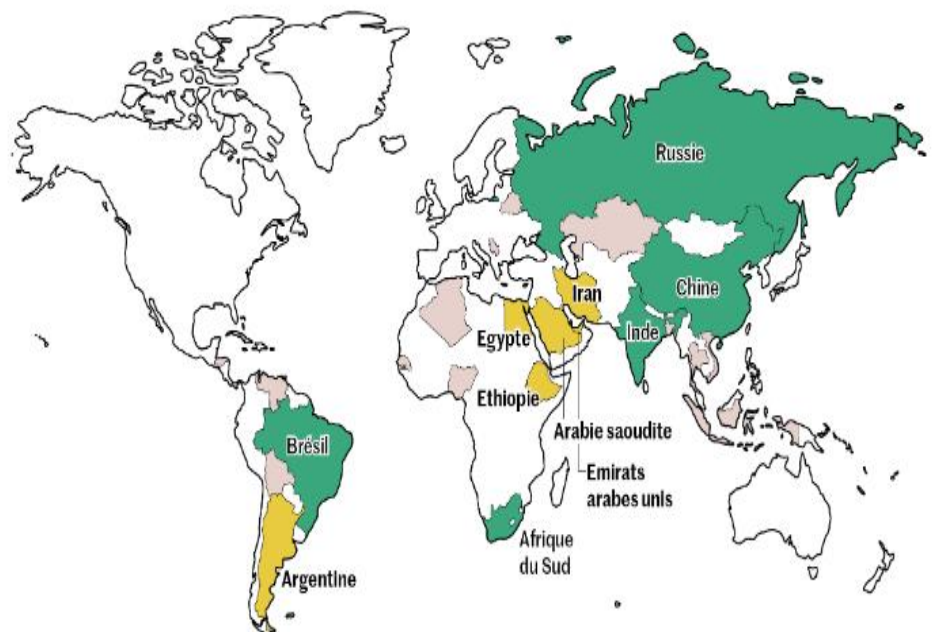 Russie
Chine
Iran
Inde
Egypte
Ethiopie
Arabie saoudite
Emirats
arabes unis
Brésil
Afrique
du Sud
Argentine